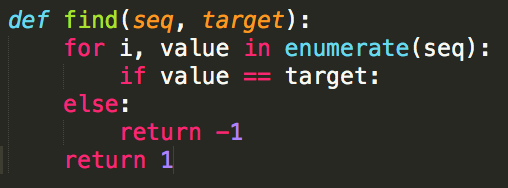 def find(seq, target):
    for i, value in enumerate(seq):
        if value == target:
    else:
        return -1
    return 1